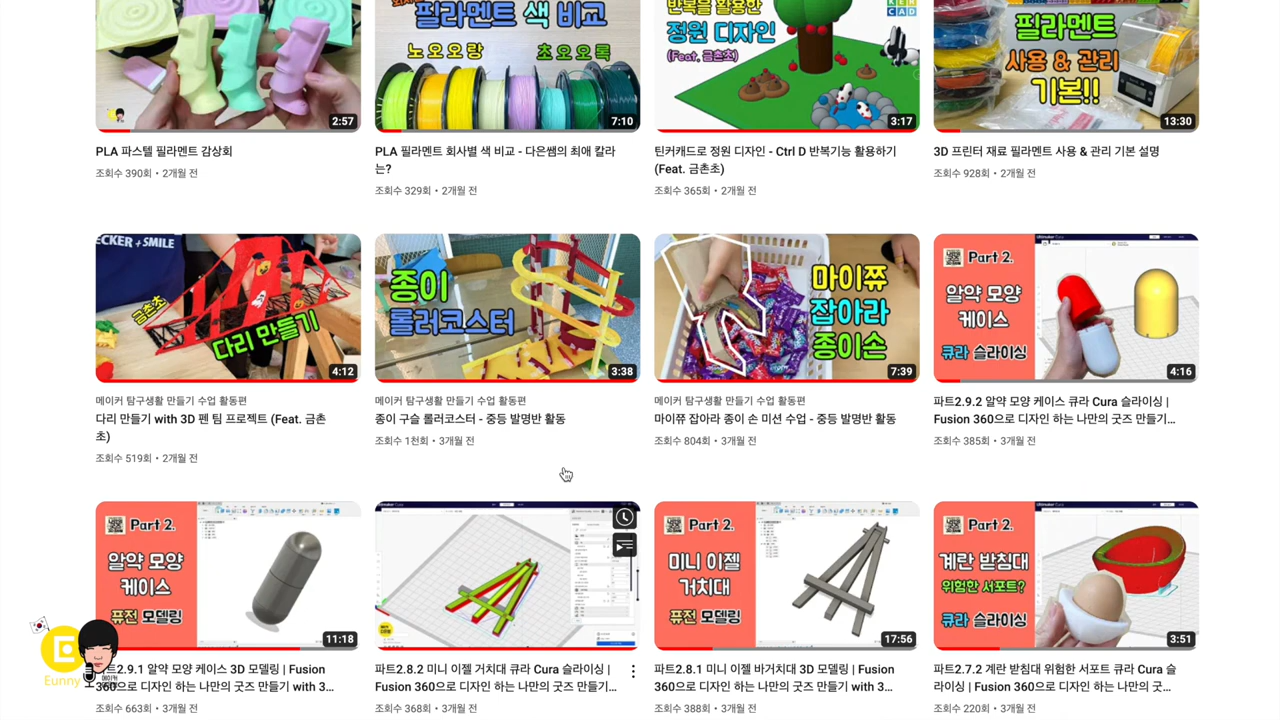 필라멘트 색 비교
노오오랑
초오오록
반복을 활용한
정원 디자인
(Feat. 금촌초)
CAD
필라멘트
사용 & 관리
기본!!
2:57
7:10
3:17
13:30
PLA 파스텔 필라멘트 감상회
조회수 390회 • 2개월 전
PLA 필라멘트 회사별 색 비교 - 다은쌤의 최애 칼라
는?
조회수 329회 • 2개월 전
틴커캐드로 정원 디자인 - Ctrl D 반복기능 활용하기
(Feat. 금촌초)
조회수 365회 • 2개월 전
3D 프린터 재료 필라멘트 사용 & 관리 기본 설명
조회수 928회 • 2개월 전
ECKER + SMILE
금촌초
다리 만들기
4:12
종이
롤러코스터
3:38
마이쮸
잡아라
종이손
7:39
Part 2.
알약 모양
케이스
큐라 슬라이싱
4:16
메이커 탐구생활 만들기 수업 활동편
다리 만들기 with 3D 펜 팀 프로젝트 (Feat. 금촌
초)
조회수 519회 • 2개월 전
메이커 탐구생활 만들기 수업 활동편
종이 구슬 롤러코스터 - 중등 발명반 활동
조회수 1천회 • 3개월 전
메이커 탐구생활 만들기 수업 활동편
마이쮸 잡아라 종이 손 미션 수업 - 중등 발명반 활동
조회수 804회 • 3개월 전
파트2.9.2 알약 모양 케이스 큐라 Cura 슬라이싱 |
Fusion 360으로 디자인 하는 나만의 굿즈 만들기...
조회수 385회 • 3개월 전
Part 2.
알약 모양
케이스
퓨전 모델링
11:18
Part 2.
미니 이젤
거치대
퓨전 모델링
17:56
Part 2.
계란 받침대
위험한 서포트?
큐라 슬라이싱
3:51
파트2.9.1 알약 모양 케이스 3D 모델링 | Fusion
360으로 디자인 하는 나만의 굿즈 만들기 with 3...
조회수 663회 • 3개월 전
파트2.8.2 미니 이젤 거치대 큐라 Cura 슬라이싱 |
Fusion 360으로 디자인 하는 나만의 굿즈 만들기...
조회수 368회 • 3개월 전
파트2.8.1 미니 이젤 바거치대 3D 모델링 | Fusion
360으로 디자인 하는 나만의 굿즈 만들기 with 3...
조회수 388회 • 3개월 전
파트2.7.2 계란 받침대 위험한 서포트 큐라 Cura 슬
라이싱 | Fusion 360으로 디자인 하는 나만의 굿...
조회수 220회 • 3개월 전
E
Eunny